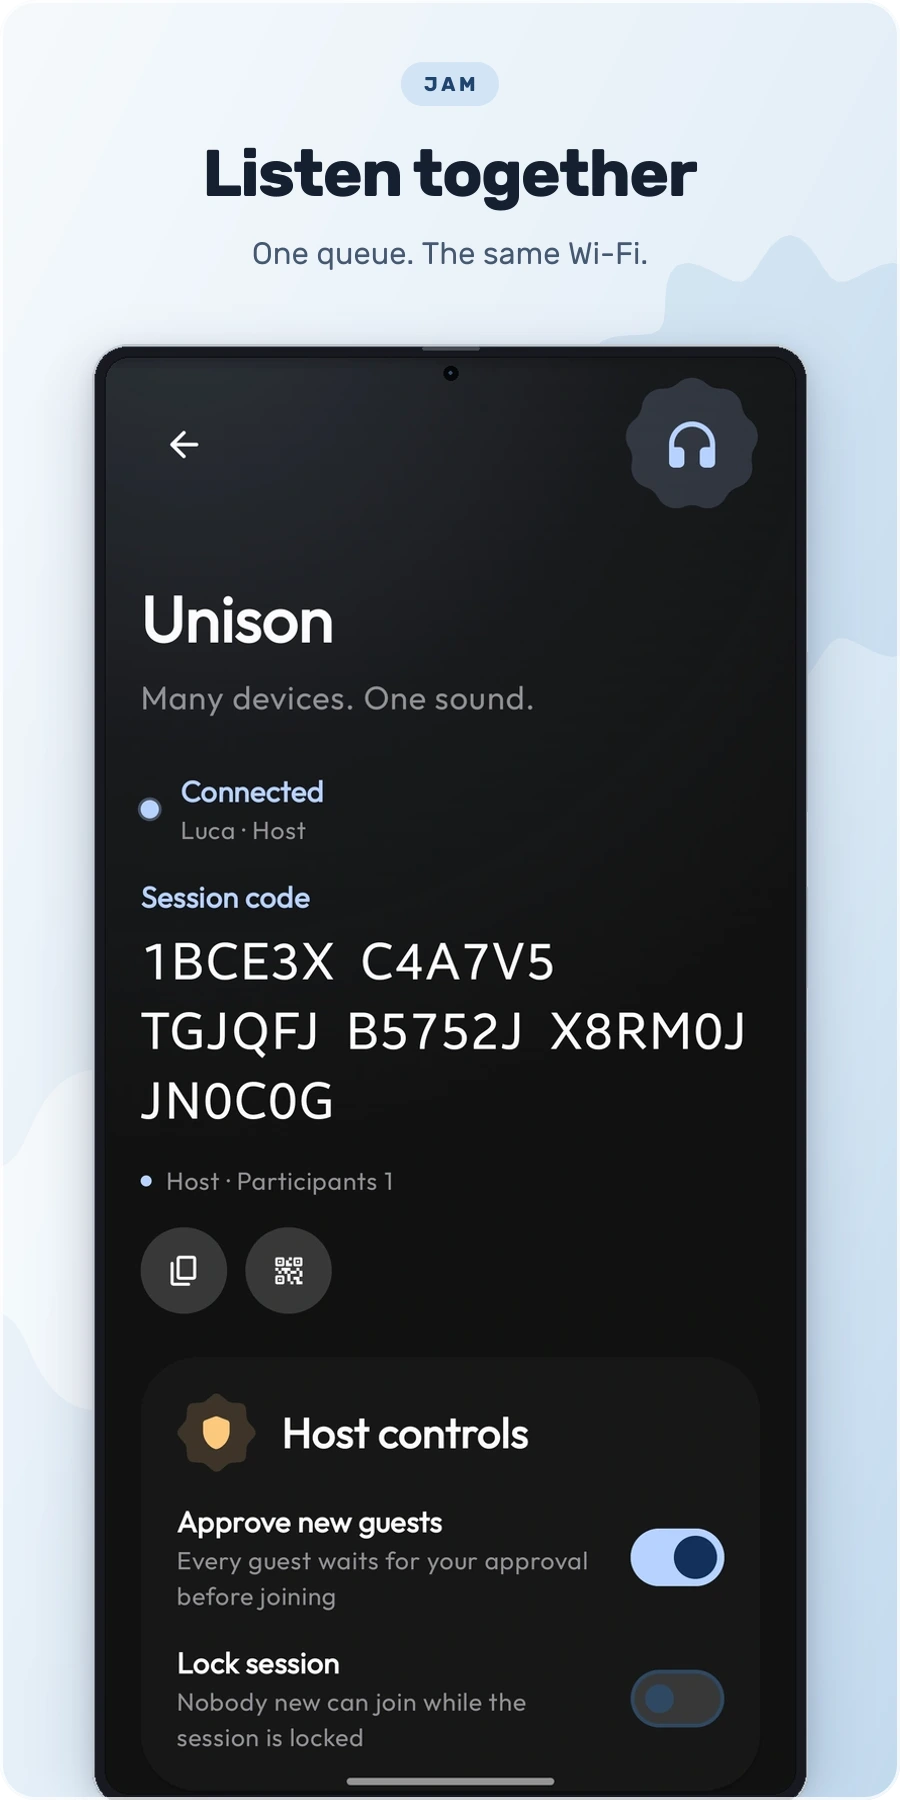 JAM
Listen together
One queue. The same Wi-Fi.
Unison
Many devices. One sound.
Connected
Luca · Host
Session code
1BCE3X C4A7V5
TGJQFJ B5752J X8RM0J
JN0C0G
Host · Participants 1
Host controls
Approve new guests
Every guest waits for your approval
before joining
Lock session
Nobody new can join while the
session is locked